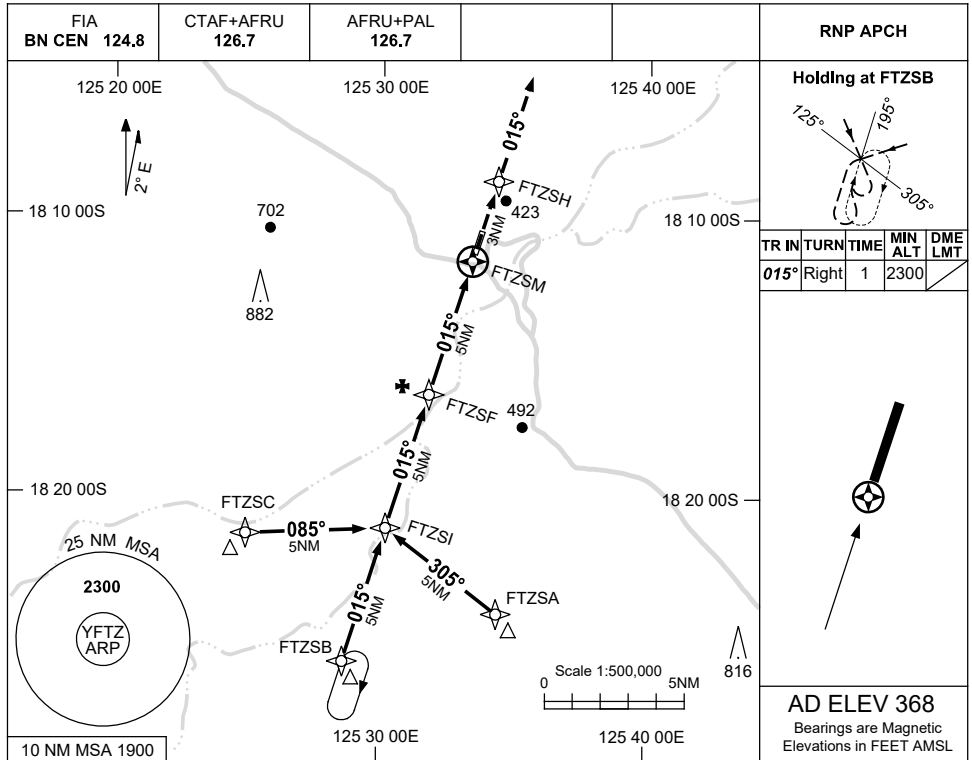 FIA
BN CEN 124.8
CTAF+AFRU
126.7
AFRU+PAL
126.7
RNP APCH
125 20 00E
125 30 00E
125 40 00E
2° E
015°
FTZSH
18 10 00S
702
423
18 10 00S
3NM
FTZSM
882
015°
5NM
FTZSF
492
015°
5NM
18 20 00S
18 20 00S
FTZSC
085°
5NM
FTZSI
305°
5NM
FTZSA
015°
5NM
FTZSB
25 NM MSA
2300
YFTZ
ARP
10 NM MSA 1900
Scale 1:500,000
0 5NM
816
125 30 00E
125 40 00E
Holding at FTZSB
125°
195°
305°
TR IN TURN TIME MIN ALT DME LMT
015° Right 1 2300
AD ELEV 368
Bearings are Magnetic
Elevations in FEET AMSL